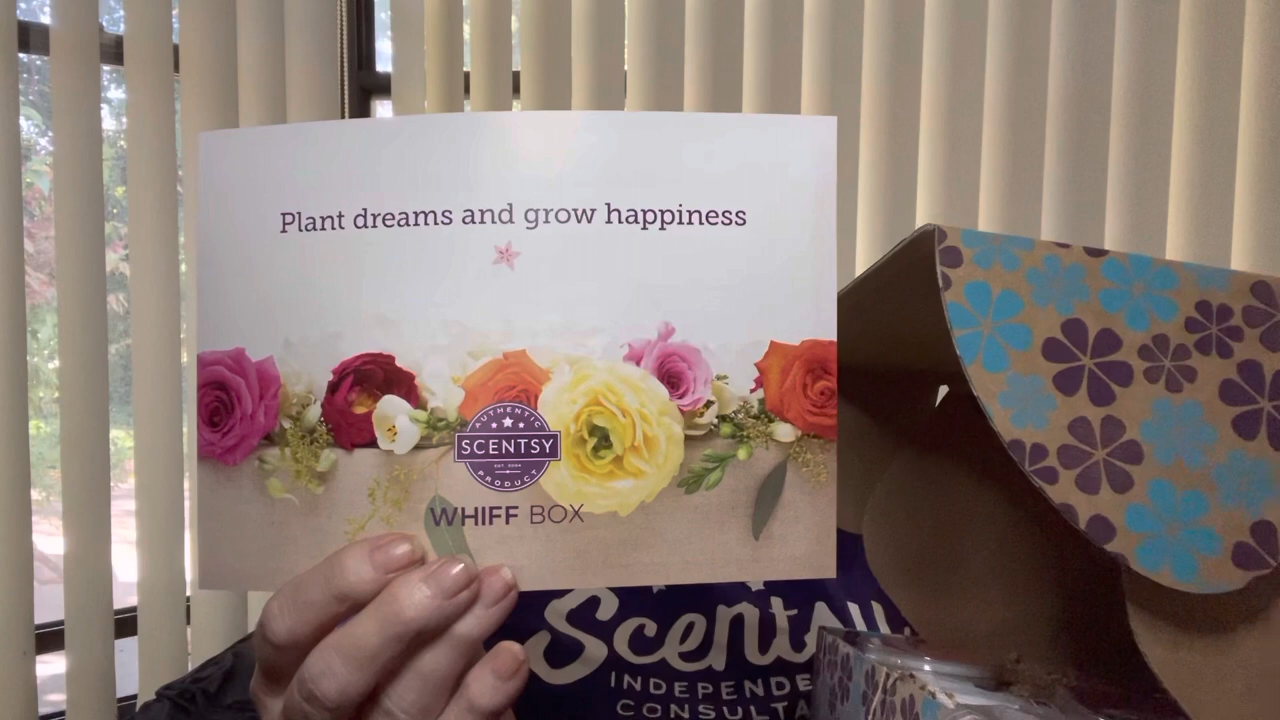 Plant dreams and grow happiness
AUTHENTIC
SCENTSY
EST. 2004
PRODUCT
WHIFF BOX
Scentsy
INDEPENDE
CONSULTA